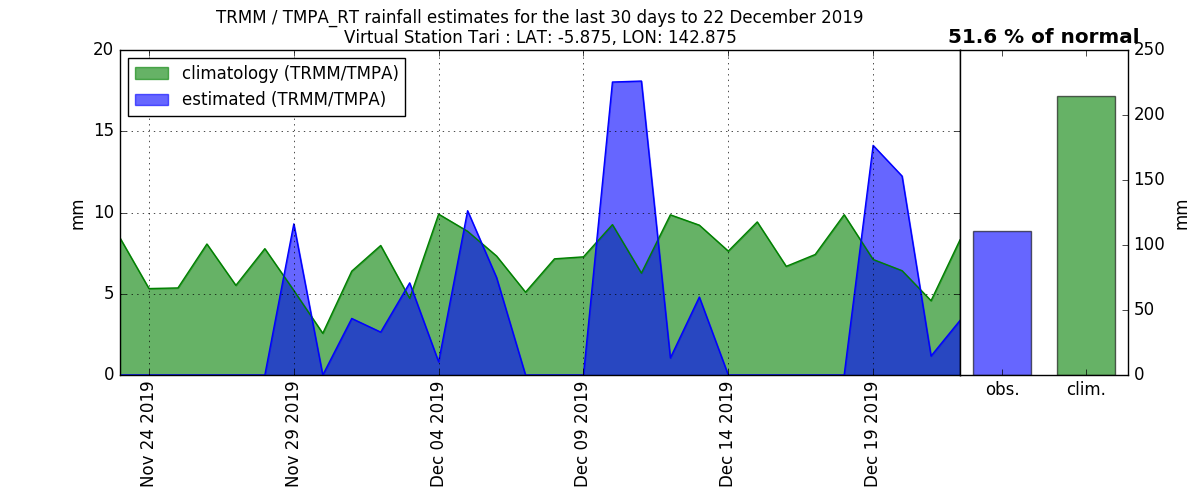 TRMM / TMPA_RT rainfall estimates for the last 30 days to 22 December 2019
Virtual Station Tari : LAT: -5.875, LON: 142.875
51.6 % of normal
climatology (TRMM/TMPA)
estimated (TRMM/TMPA)
20
15
10
5
0
mm
250
200
150
100
50
0
mm
Nov 24 2019
Nov 29 2019
Dec 04 2019
Dec 09 2019
Dec 14 2019
Dec 19 2019
obs.
clim.